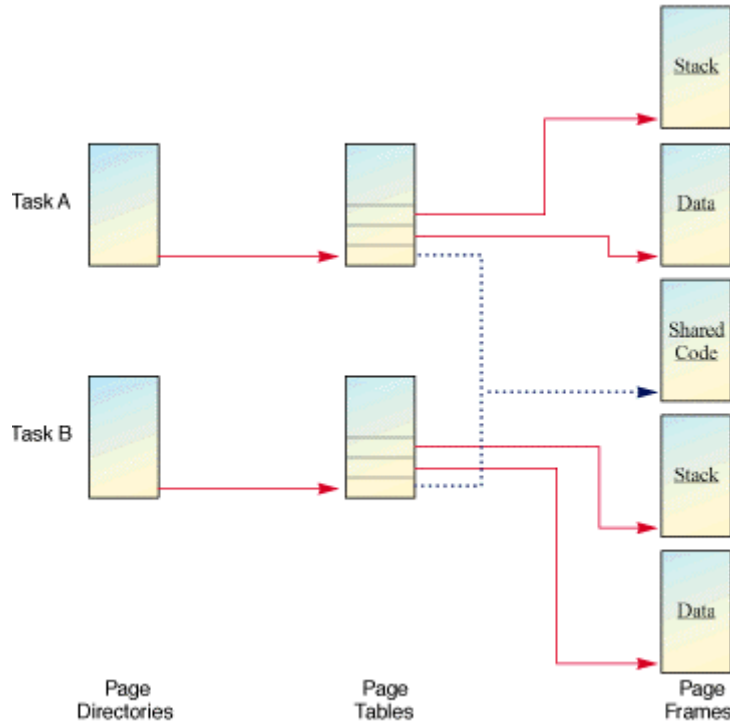 Stack
Task A
Data
Shared
Code
Task B
Stack
Data
Page
Directories
Page
Tables
Page
Frames